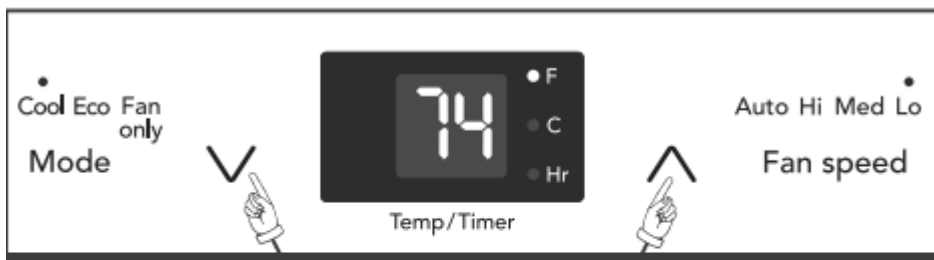 F
Cool Eco Fan only
Auto Hi Med Lo
74
C
Mode
Fan speed
Hr
Temp/Timer